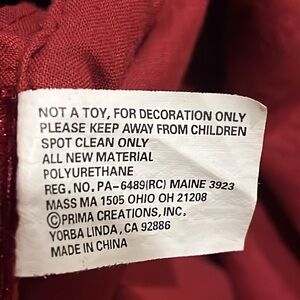 NOT A TOY, FOR DECORATION ONLY
PLEASE KEEP AWAY FROM CHILDREN
SPOT CLEAN ONLY
ALL NEW MATERIAL
POLYURETHANE
REG. NO. PA-6489(RC) MAINE 3923
MASS MA 1505 OHIO OH 21208
©PRIMA CREATIONS, INC.
YORBA LINDA, CA 92886
MADE IN CHINA